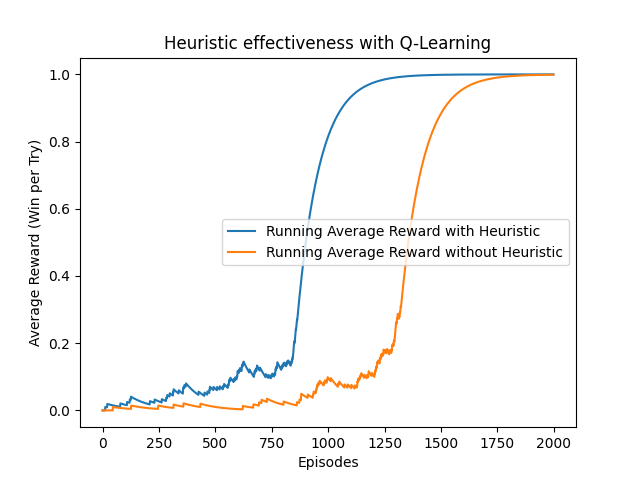 Heuristic effectiveness with Q-Learning
Average Reward (Win per Try)
1.0
0.8
0.6
0.4
0.2
0.0
Running Average Reward with Heuristic
Running Average Reward without Heuristic
0 250 500 750 1000 1250 1500 1750 2000
Episodes